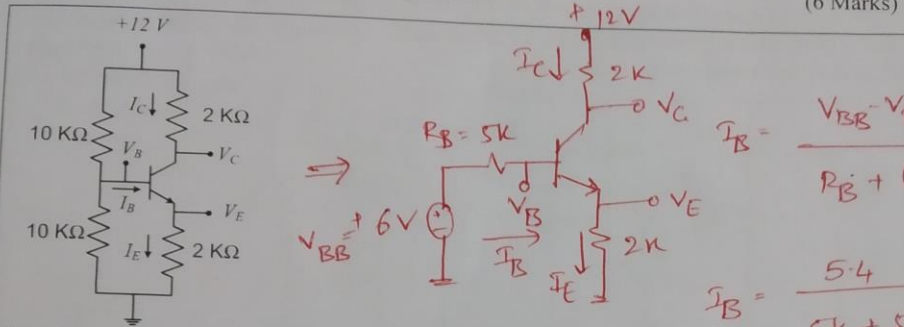 (6 Marks)
+12 V
I_C↓
2 KΩ
10 KΩ
V_B
V_C
I_B
V_E
10 KΩ
I_E↓
2 KΩ
⇒
+ 12V
I_C ↓
2K
V_C
R_B = 5K
V_BB = + 6V
V_B
I_B
V_E
I_E
2K
I_B = V_BB - V
R_B +
I_B = 5.4